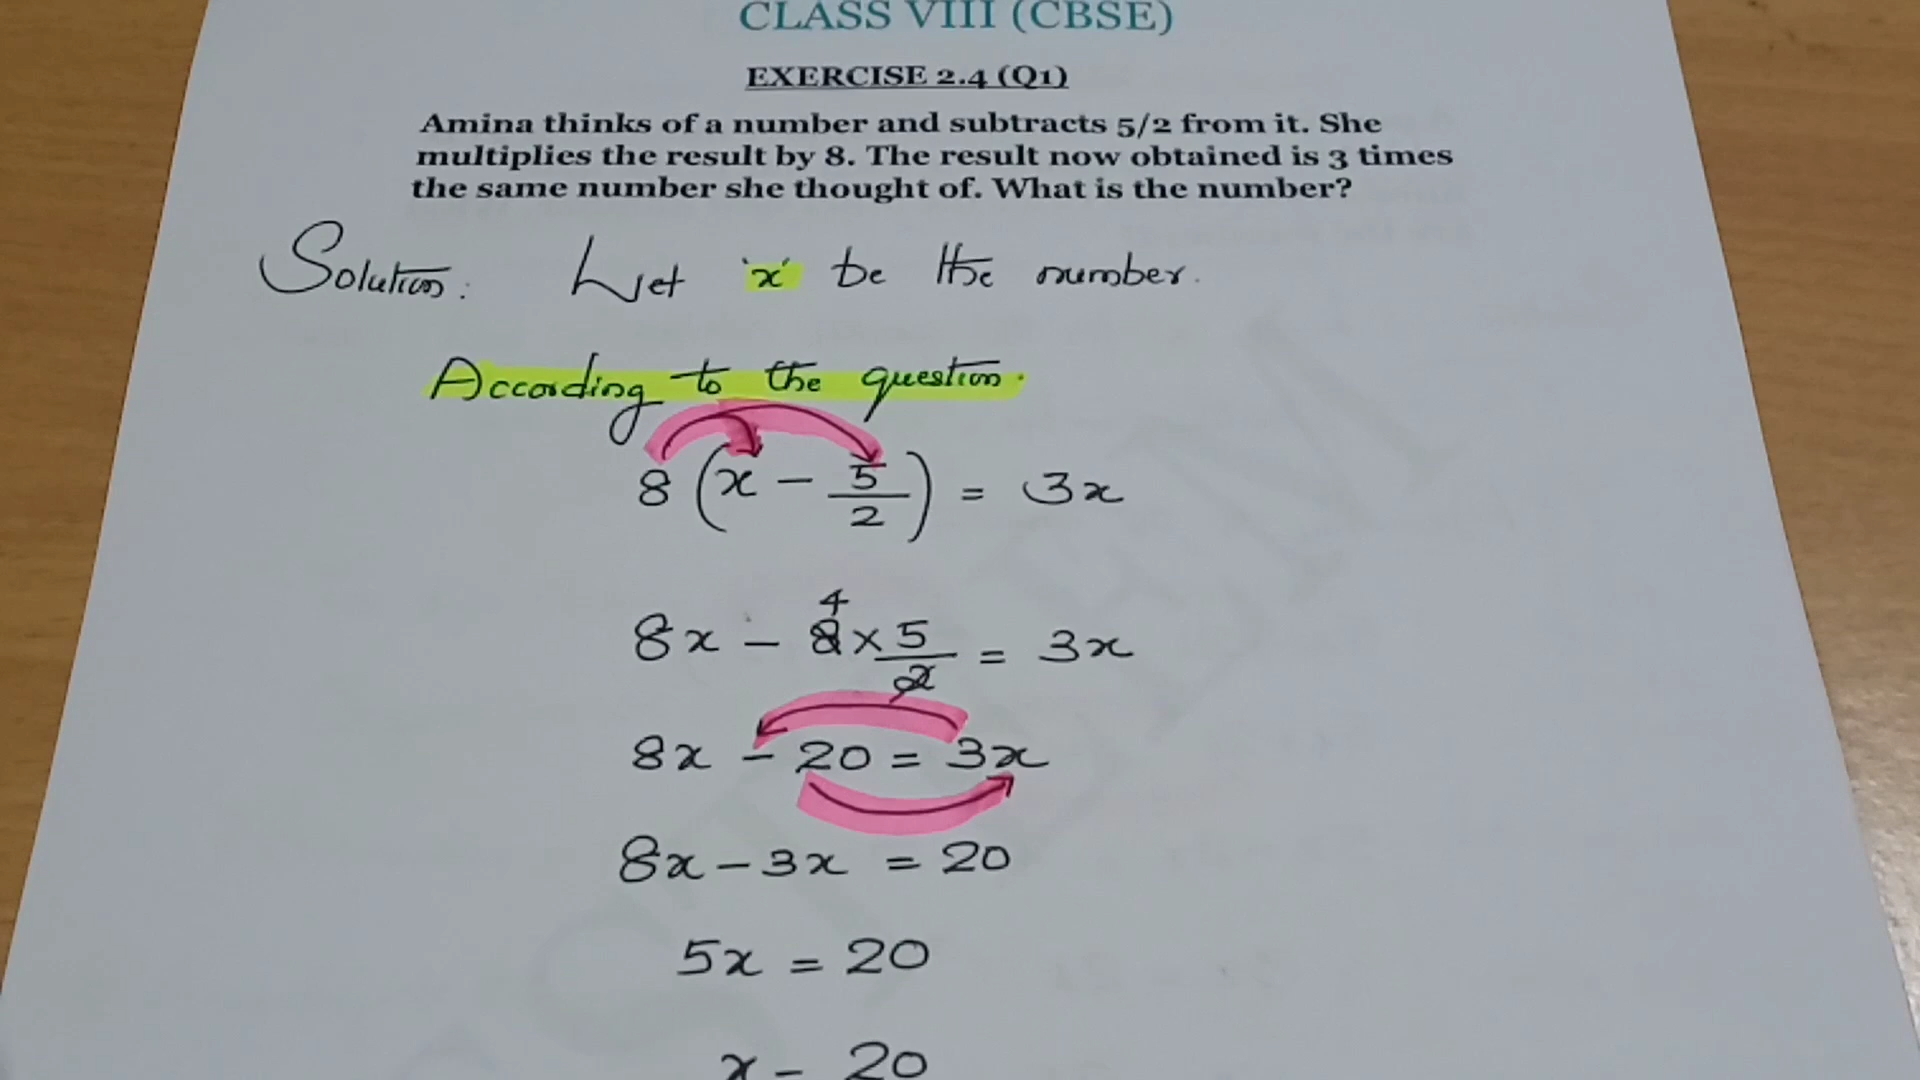 CLASS VIII (CBSE)
EXERCISE 2.4 (Q1)
Amina thinks of a number and subtracts 5/2 from it. She
multiplies the result by 8. The result now obtained is 3 times
the same number she thought of. What is the number?
Solution: Let 'x' be the number.
According to the question.
8 (x - 5/2) = 3x
4
8x - 8 × 5/2 = 3x
8x - 20 = 3x
8x - 3x = 20
5x = 20
x = 20